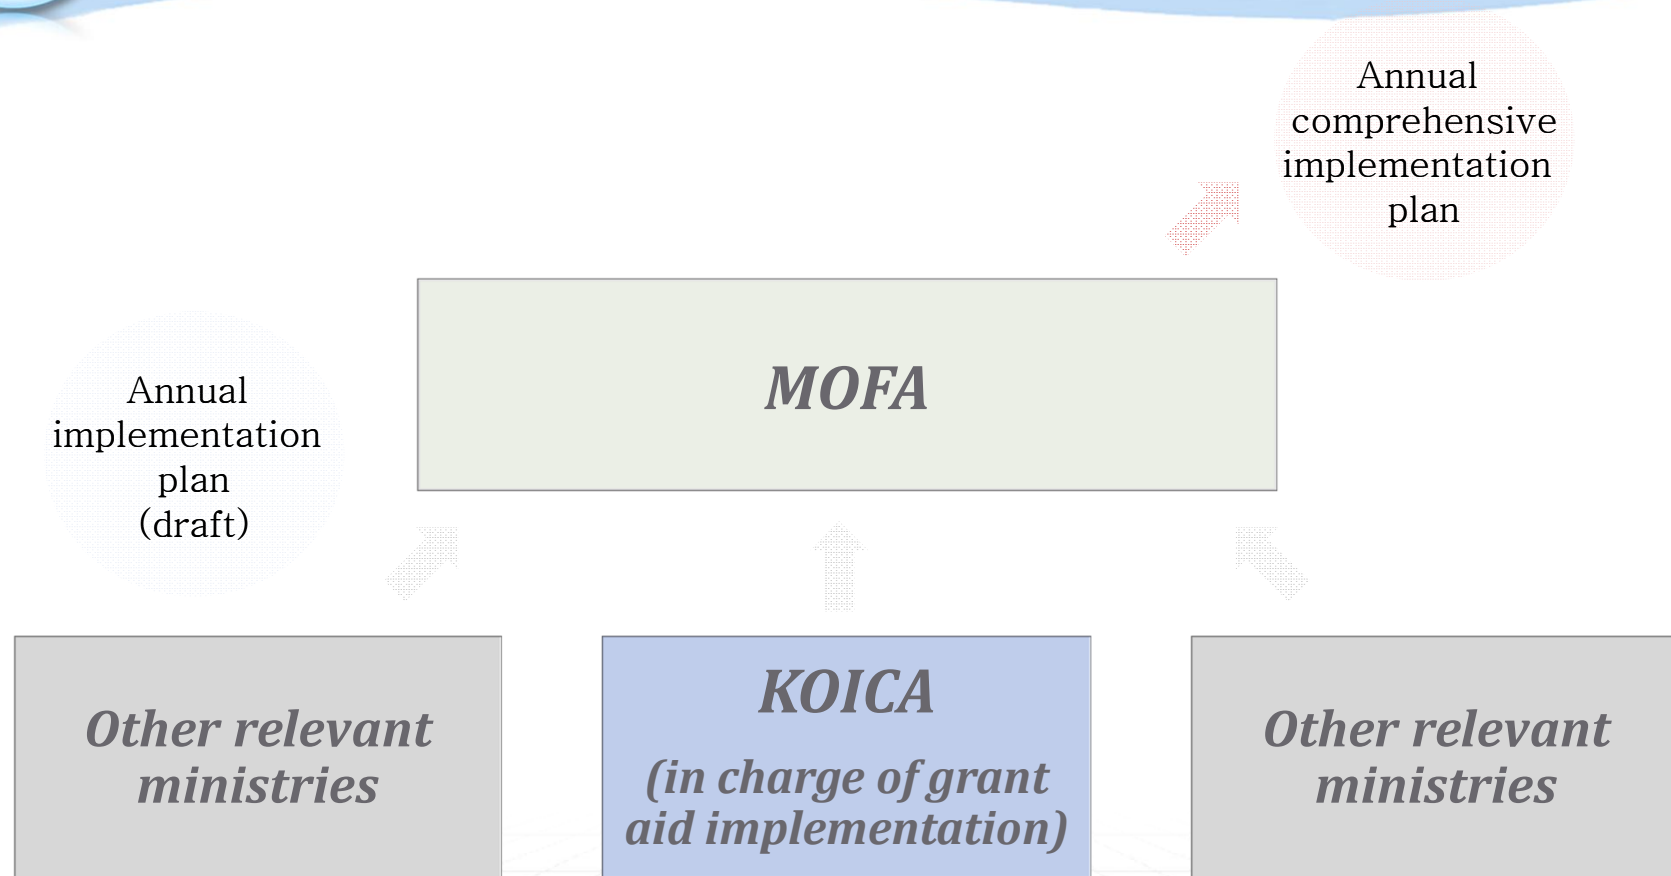 Annual
comprehensive
implementation
plan
MOFA
Annual
implementation
plan
(draft)
Other relevant
ministries
KOICA
(in charge of grant
aid implementation)
Other relevant
ministries